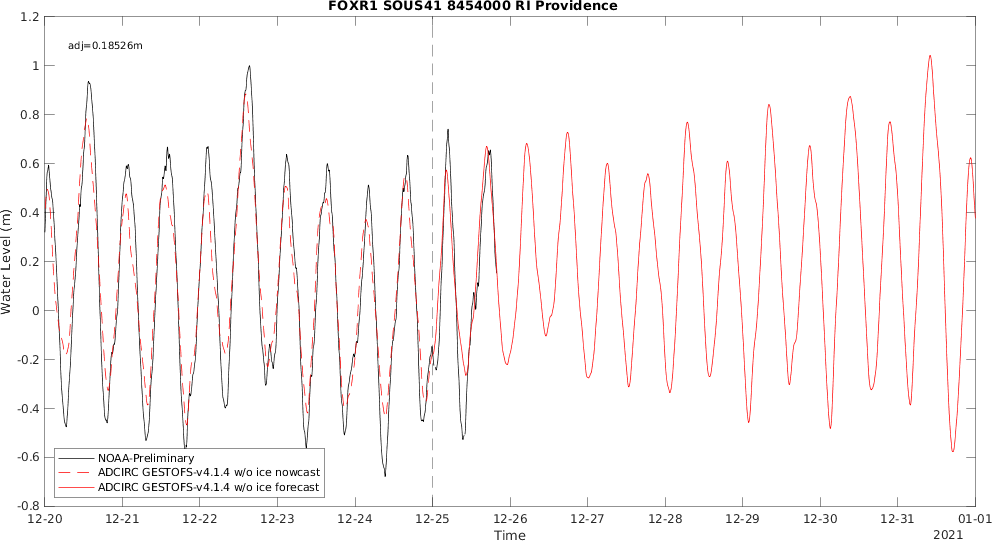 FOXR1 SOUS41 8454000 RI Providence
adj=0.18526m
1.2
1
0.8
0.6
0.4
0.2
0
-0.2
-0.4
-0.6
-0.8
Water Level (m)
NOAA-Preliminary
ADCIRC GESTOFS-v4.1.4 w/o ice nowcast
ADCIRC GESTOFS-v4.1.4 w/o ice forecast
12-20 12-21 12-22 12-23 12-24 12-25 12-26 12-27 12-28 12-29 12-30 12-31 01-01
Time
2021